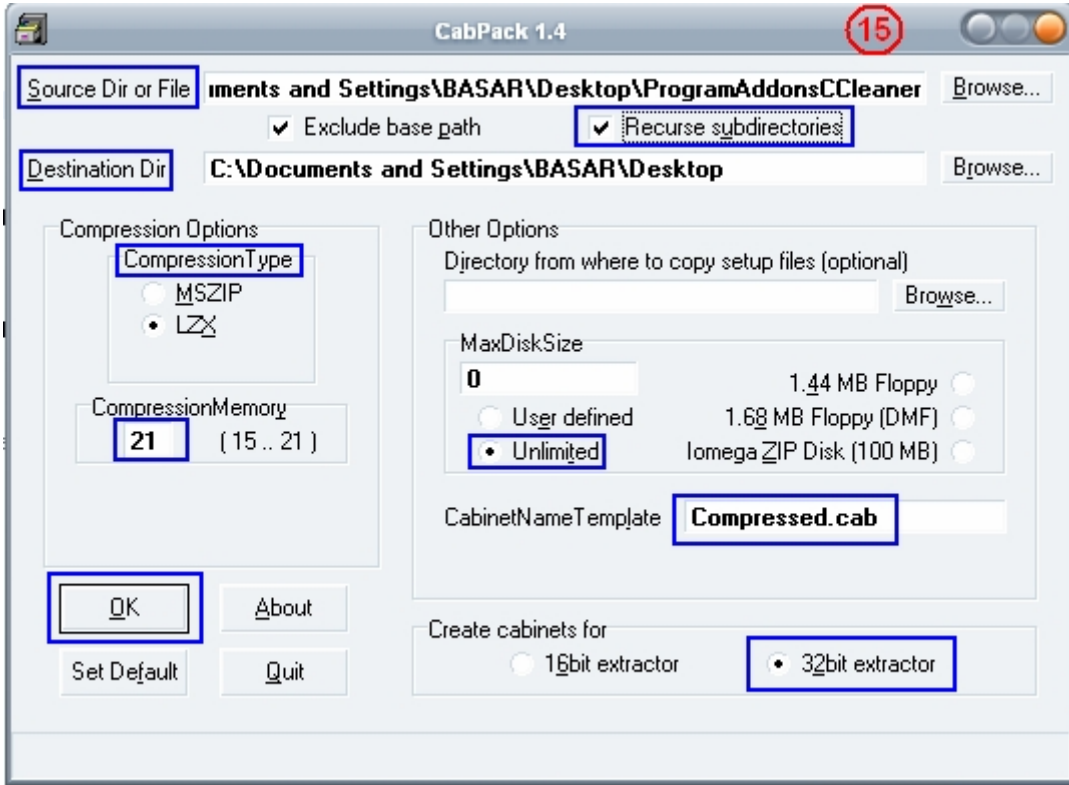 CabPack 1.4
15
Source Dir or File uments and Settings\BASAR\Desktop\ProgramAddonsCCleaner Browse...
Exclude base path Recurse subdirectories
Destination Dir C:\Documents and Settings\BASAR\Desktop Browse...
Compression Options
CompressionType
MSZIP
LZX
CompressionMemory
21 ( 15 .. 21 )
Other Options
Directory from where to copy setup files (optional)
Browse...
MaxDiskSize
0
User defined
Unlimited
1.44 MB Floppy
1.68 MB Floppy (DMF)
Iomega ZIP Disk (100 MB)
CabinetNameTemplate Compressed.cab
OK About
Set Default Quit
Create cabinets for
16bit extractor 32bit extractor